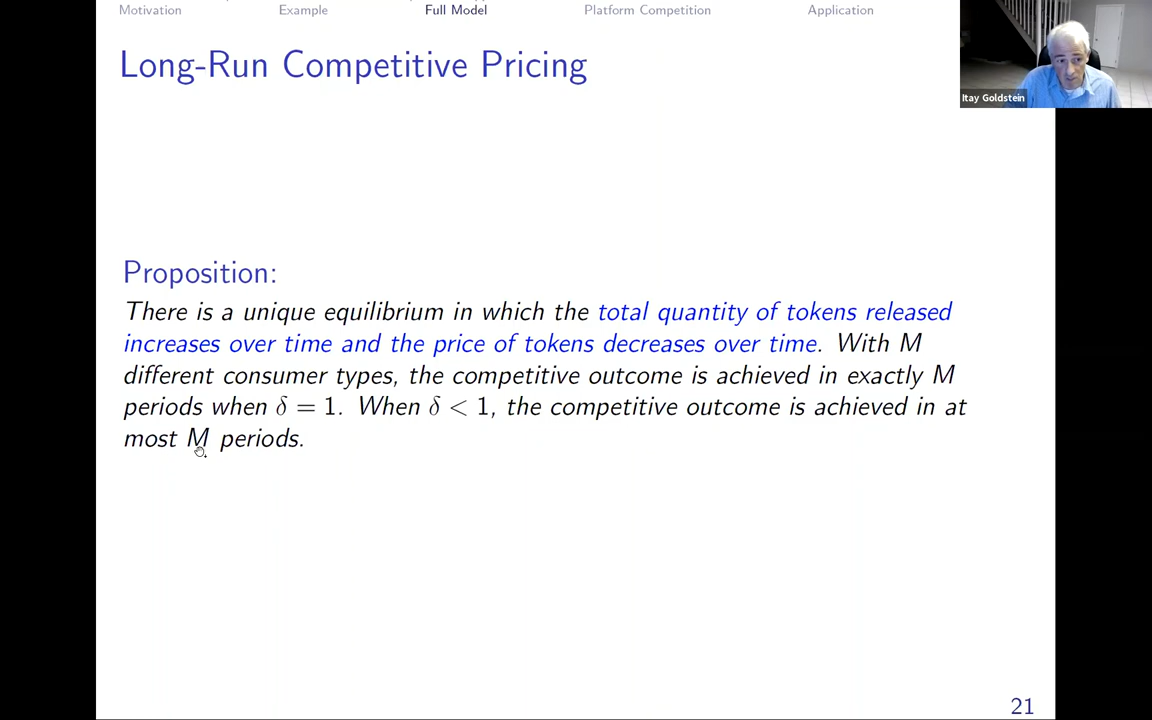 Motivation Example Full Model Platform Competition Application
Long-Run Competitive Pricing
Itay Goldstein
Proposition:
There is a unique equilibrium in which the total quantity of tokens released
increases over time and the price of tokens decreases over time. With M
different consumer types, the competitive outcome is achieved in exactly M
periods when δ = 1. When δ < 1, the competitive outcome is achieved in at
most M periods.
21